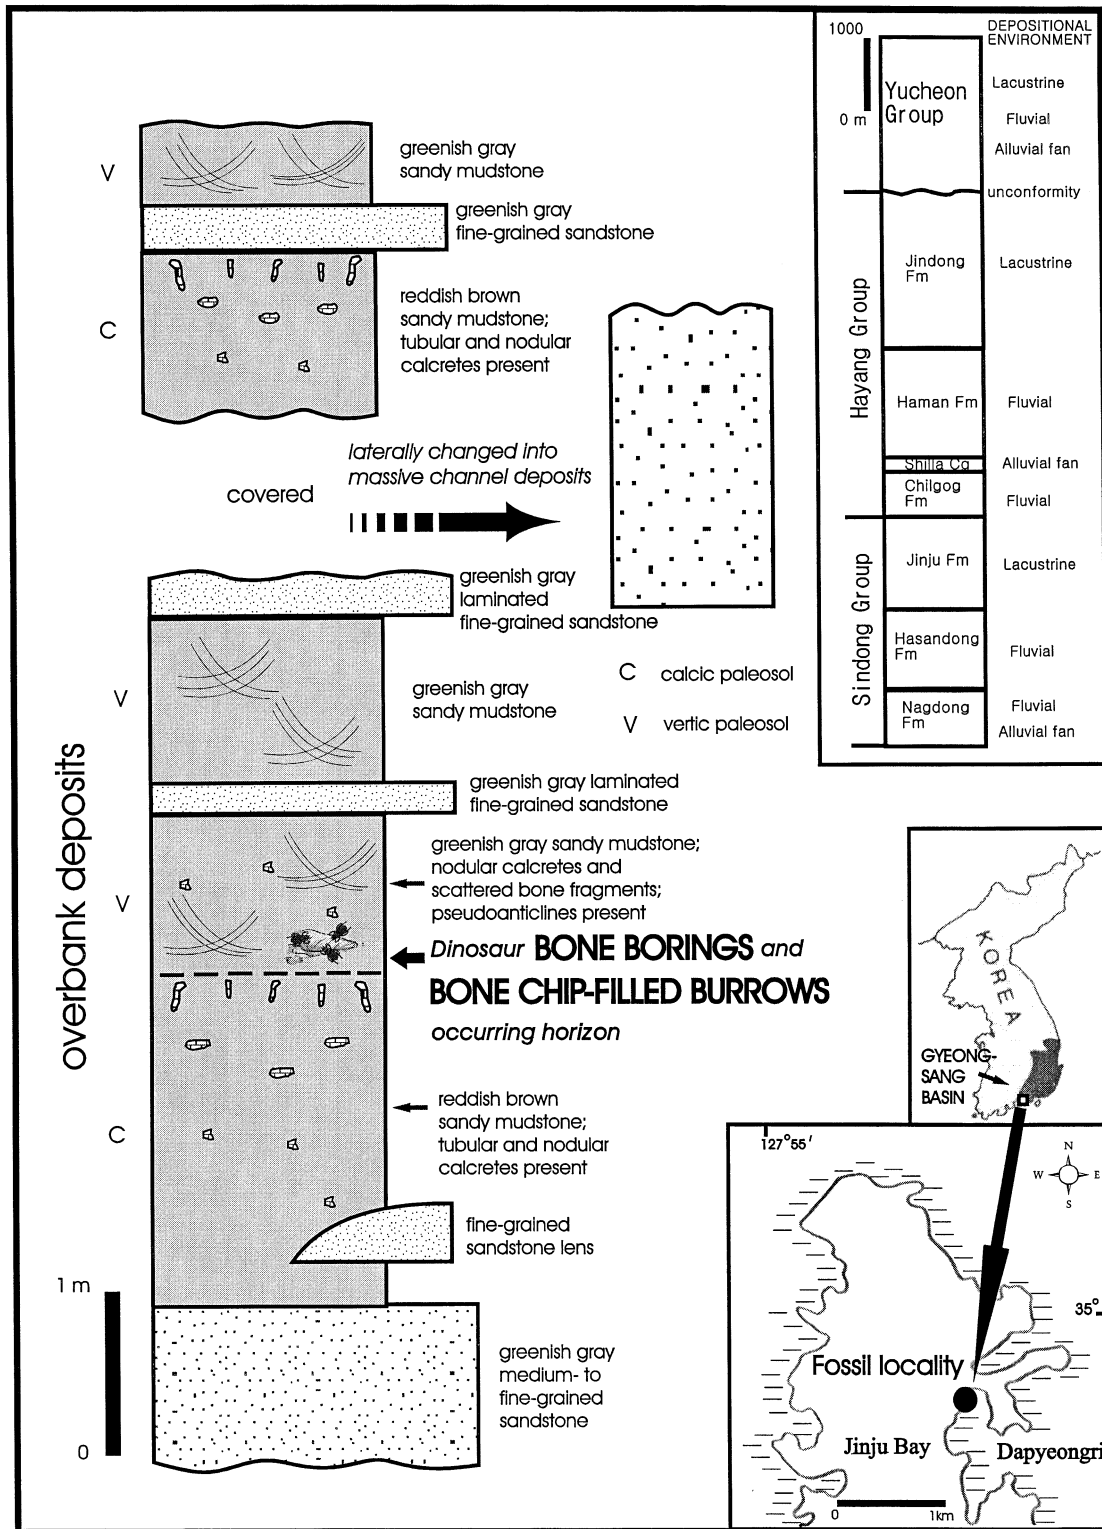 V
greenish gray
sandy mudstone
greenish gray
fine-grained sandstone
C
reddish brown
sandy mudstone;
tubular and nodular
calcretes present
covered
laterally changed into
massive channel deposits
greenish gray
laminated
fine-grained sandstone
C calcic paleosol
V vertic paleosol
V
greenish gray
sandy mudstone
greenish gray laminated
fine-grained sandstone
overbank deposits
V
greenish gray sandy mudstone;
nodular calcretes and
scattered bone fragments;
pseudoanticlines present
Dinosaur BONE BORINGS and
BONE CHIP-FILLED BURROWS
occurring horizon
C
reddish brown
sandy mudstone;
tubular and nodular
calcretes present
fine-grained
sandstone lens
1 m
0
greenish gray
medium- to
fine-grained
sandstone
1000
0 m
DEPOSITIONAL
ENVIRONMENT
Yucheon
Group
Lacustrine
Fluvial
Alluvial fan
unconformity
Hayang Group
Jindong
Fm
Lacustrine
Haman Fm
Fluvial
Shilla Cg
Alluvial fan
Chilgog
Fm
Fluvial
Sindong Group
Jinju Fm
Lacustrine
Hasandong
Fm
Fluvial
Nagdong
Fm
Fluvial
Alluvial fan
KOREA
GYEONG-
SANG
BASIN
127°55′
N
W
E
S
35°
Fossil locality
Jinju Bay
Dapyeongri
0
1km